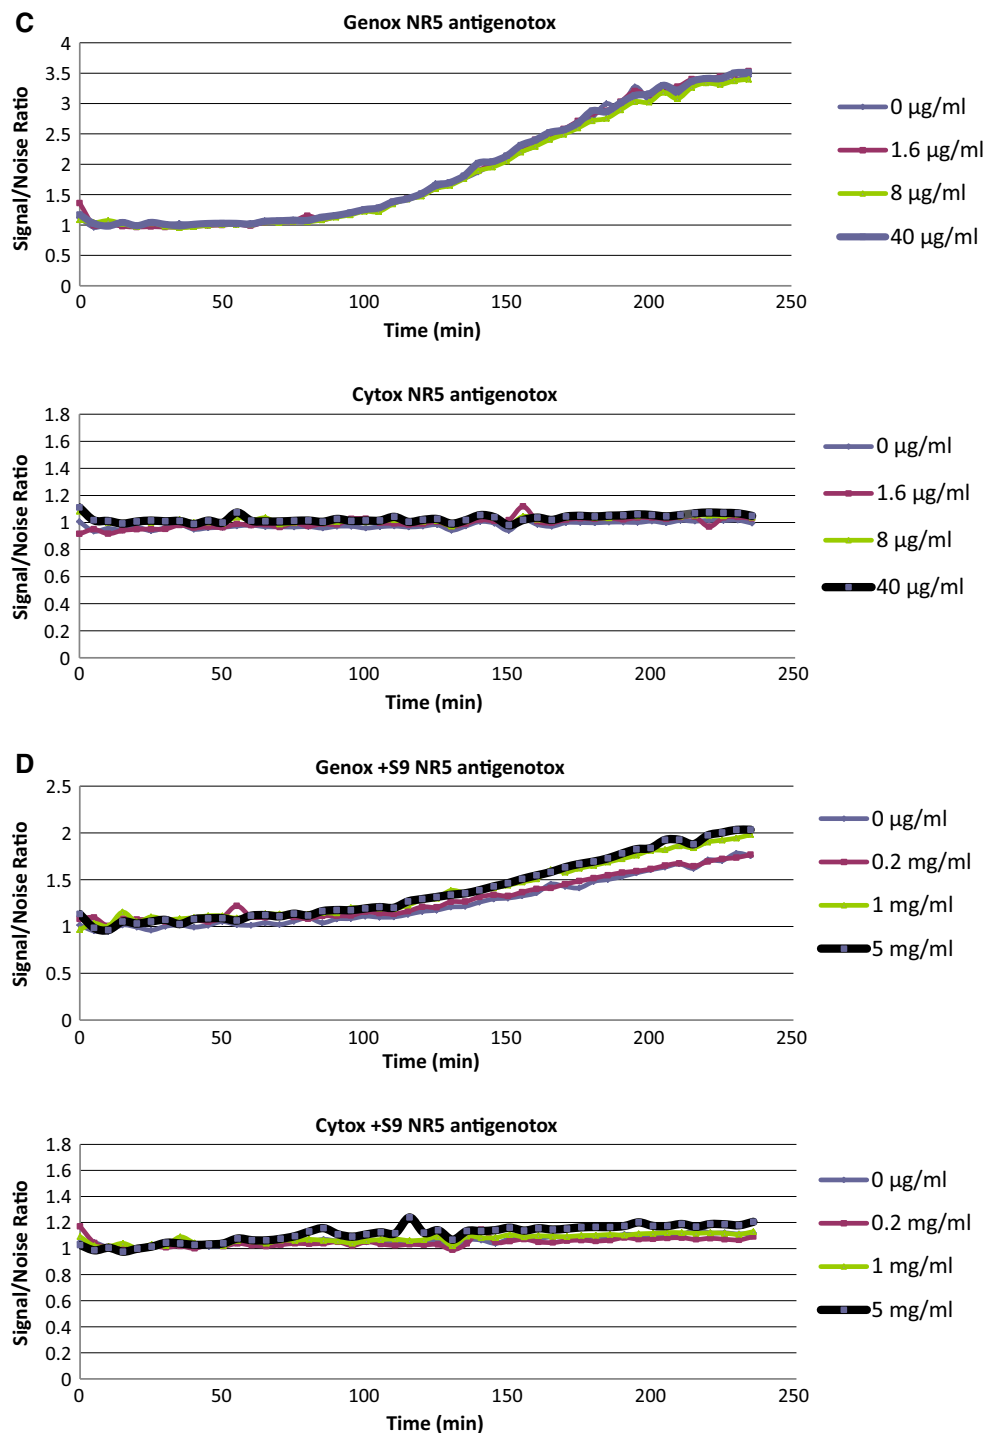 C
Genox NR5 antigenotox
Signal/Noise Ratio
4
3.5
3
2.5
2
1.5
1
0.5
0
0 50 100 150 200 250
Time (min)
0 µg/ml
1.6 µg/ml
8 µg/ml
40 µg/ml
Cytox NR5 antigenotox
Signal/Noise Ratio
1.8
1.6
1.4
1.2
1
0.8
0.6
0.4
0.2
0
0 50 100 150 200 250
Time (min)
0 µg/ml
1.6 µg/ml
8 µg/ml
40 µg/ml
D
Genox +S9 NR5 antigenotox
Signal/Noise Ratio
2.5
2
1.5
1
0.5
0
0 50 100 150 200 250
Time (min)
0 µg/ml
0.2 mg/ml
1 mg/ml
5 mg/ml
Cytox +S9 NR5 antigenotox
Signal/Noise Ratio
1.8
1.6
1.4
1.2
1
0.8
0.6
0.4
0.2
0
0 50 100 150 200 250
Time (min)
0 µg/ml
0.2 mg/ml
1 mg/ml
5 mg/ml